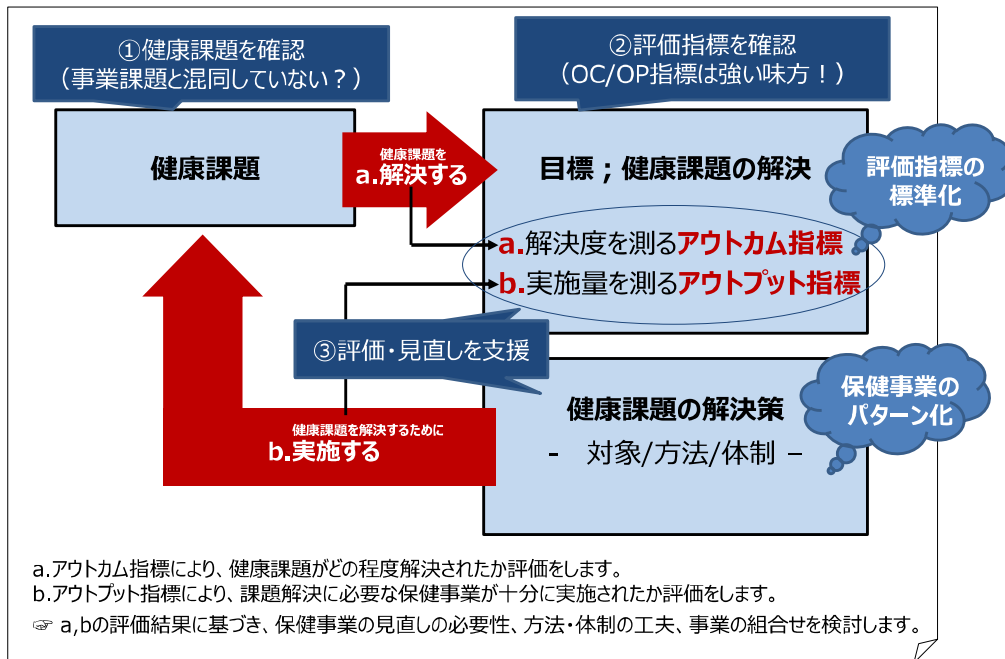 ①健康課題を確認
（事業課題と混同していない？）
②評価指標を確認
（OC/OP指標は強い味方！）
健康課題
健康課題を
a.解決する
目標；健康課題の解決
評価指標の
標準化
a.解決度を測るアウトカム指標
b.実施量を測るアウトプット指標
③評価・見直しを支援
健康課題の解決策
- 対象/方法/体制 –
保健事業の
パターン化
健康課題を解決するために
b.実施する
a.アウトカム指標により、健康課題がどの程度解決されたか評価をします。
b.アウトプット指標により、課題解決に必要な保健事業が十分に実施されたか評価をします。
☞ a,bの評価結果に基づき、保健事業の見直しの必要性、方法・体制の工夫、事業の組合せを検討します。